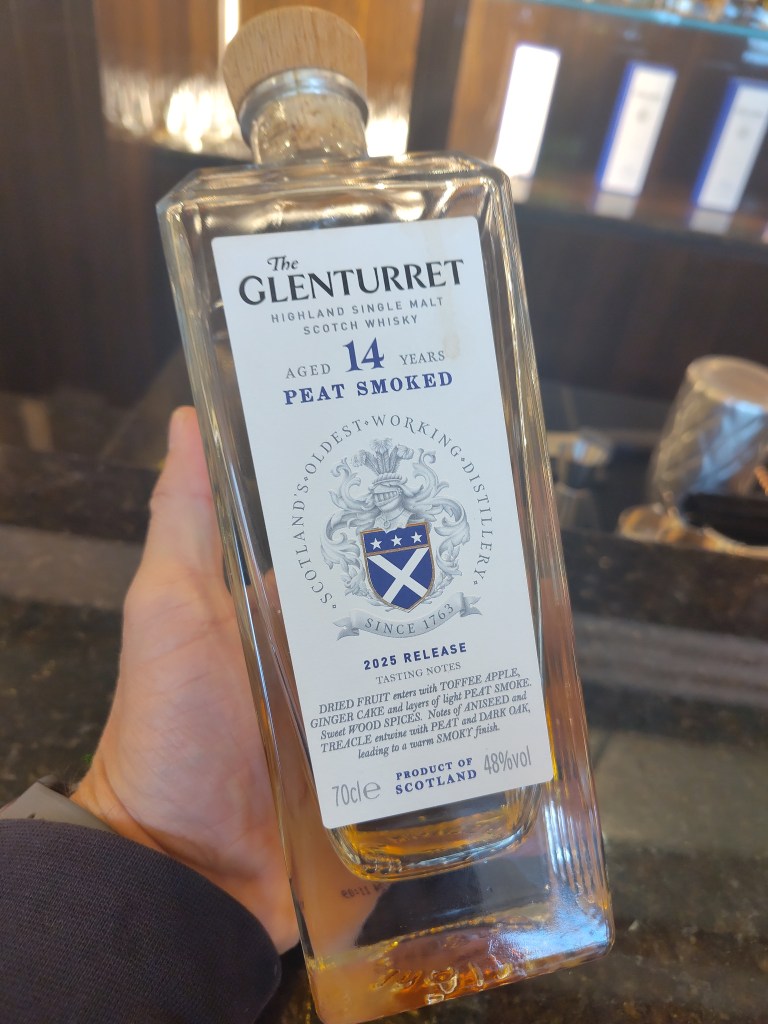 The
GLENTURRET
HIGHLAND SINGLE MALT
SCOTCH WHISKY
AGED 14 YEARS
PEAT SMOKED
SCOTLAND'S OLDEST WORKING DISTILLERY
SINCE 1763
2025 RELEASE
TASTING NOTES
DRIED FRUIT enters with TOFFEE APPLE,
GINGER CAKE and layers of light PEAT SMOKE.
Sweet WOOD SPICES. Notes of ANISEED and
TREACLE entwine with PEAT and DARK OAK,
leading to a warm SMOKY finish.
70cl℮ PRODUCT OF SCOTLAND 48%vol